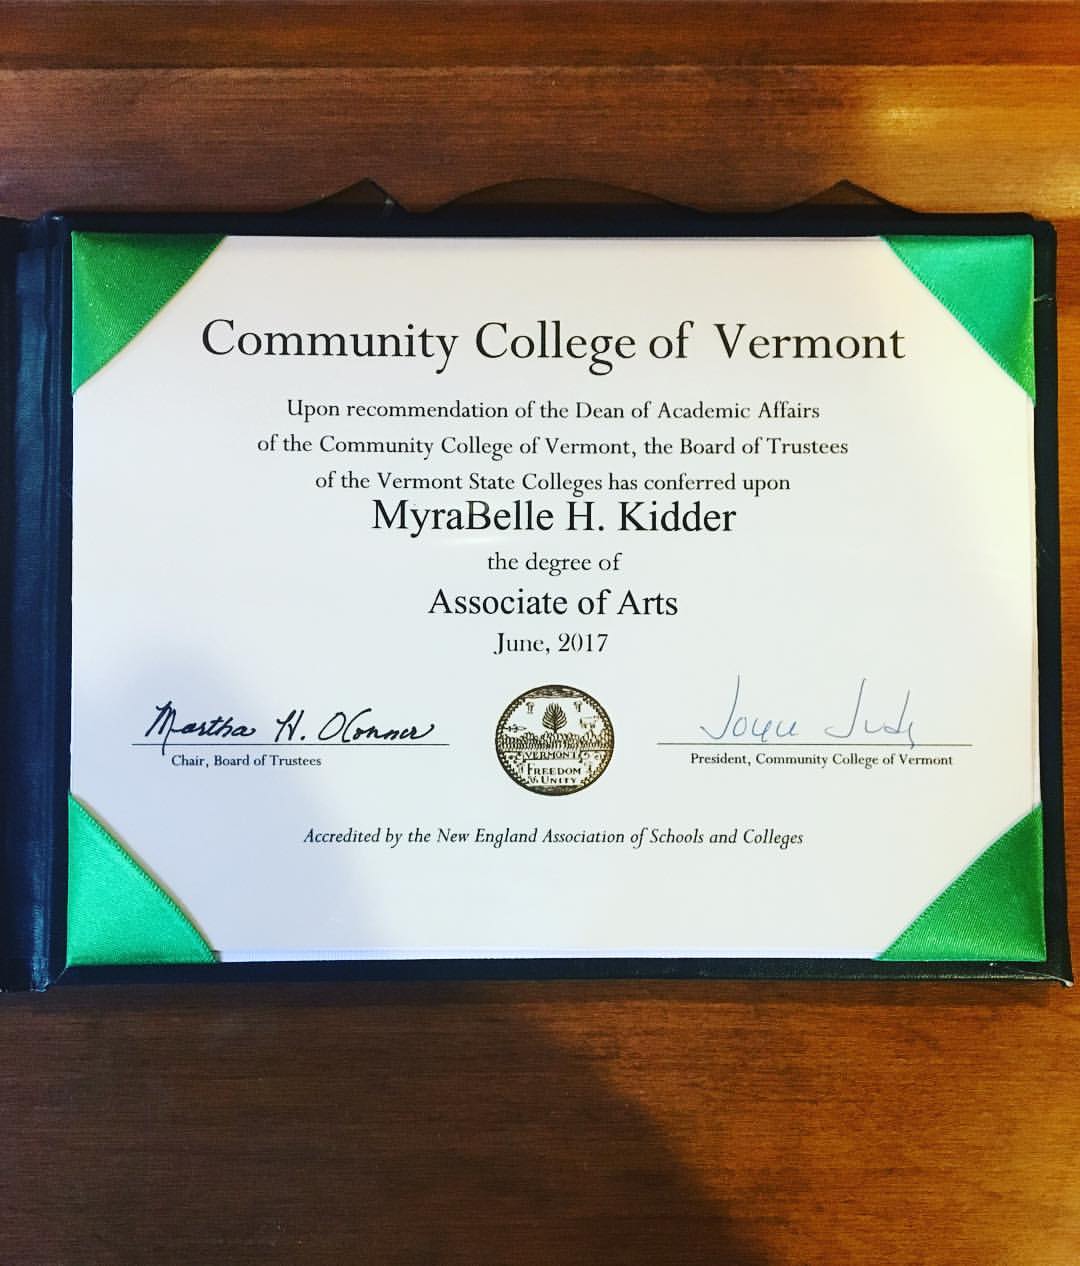 Community College of Vermont
Upon recommendation of the Dean of Academic Affairs
of the Community College of Vermont, the Board of Trustees
of the Vermont State Colleges has conferred upon
MyraBelle H. Kidder
the degree of
Associate of Arts
June, 2017
Martha H. O'Connor
Chair, Board of Trustees
VERMONT
FREEDOM
& UNITY
Joyce Judy
President, Community College of Vermont
Accredited by the New England Association of Schools and Colleges